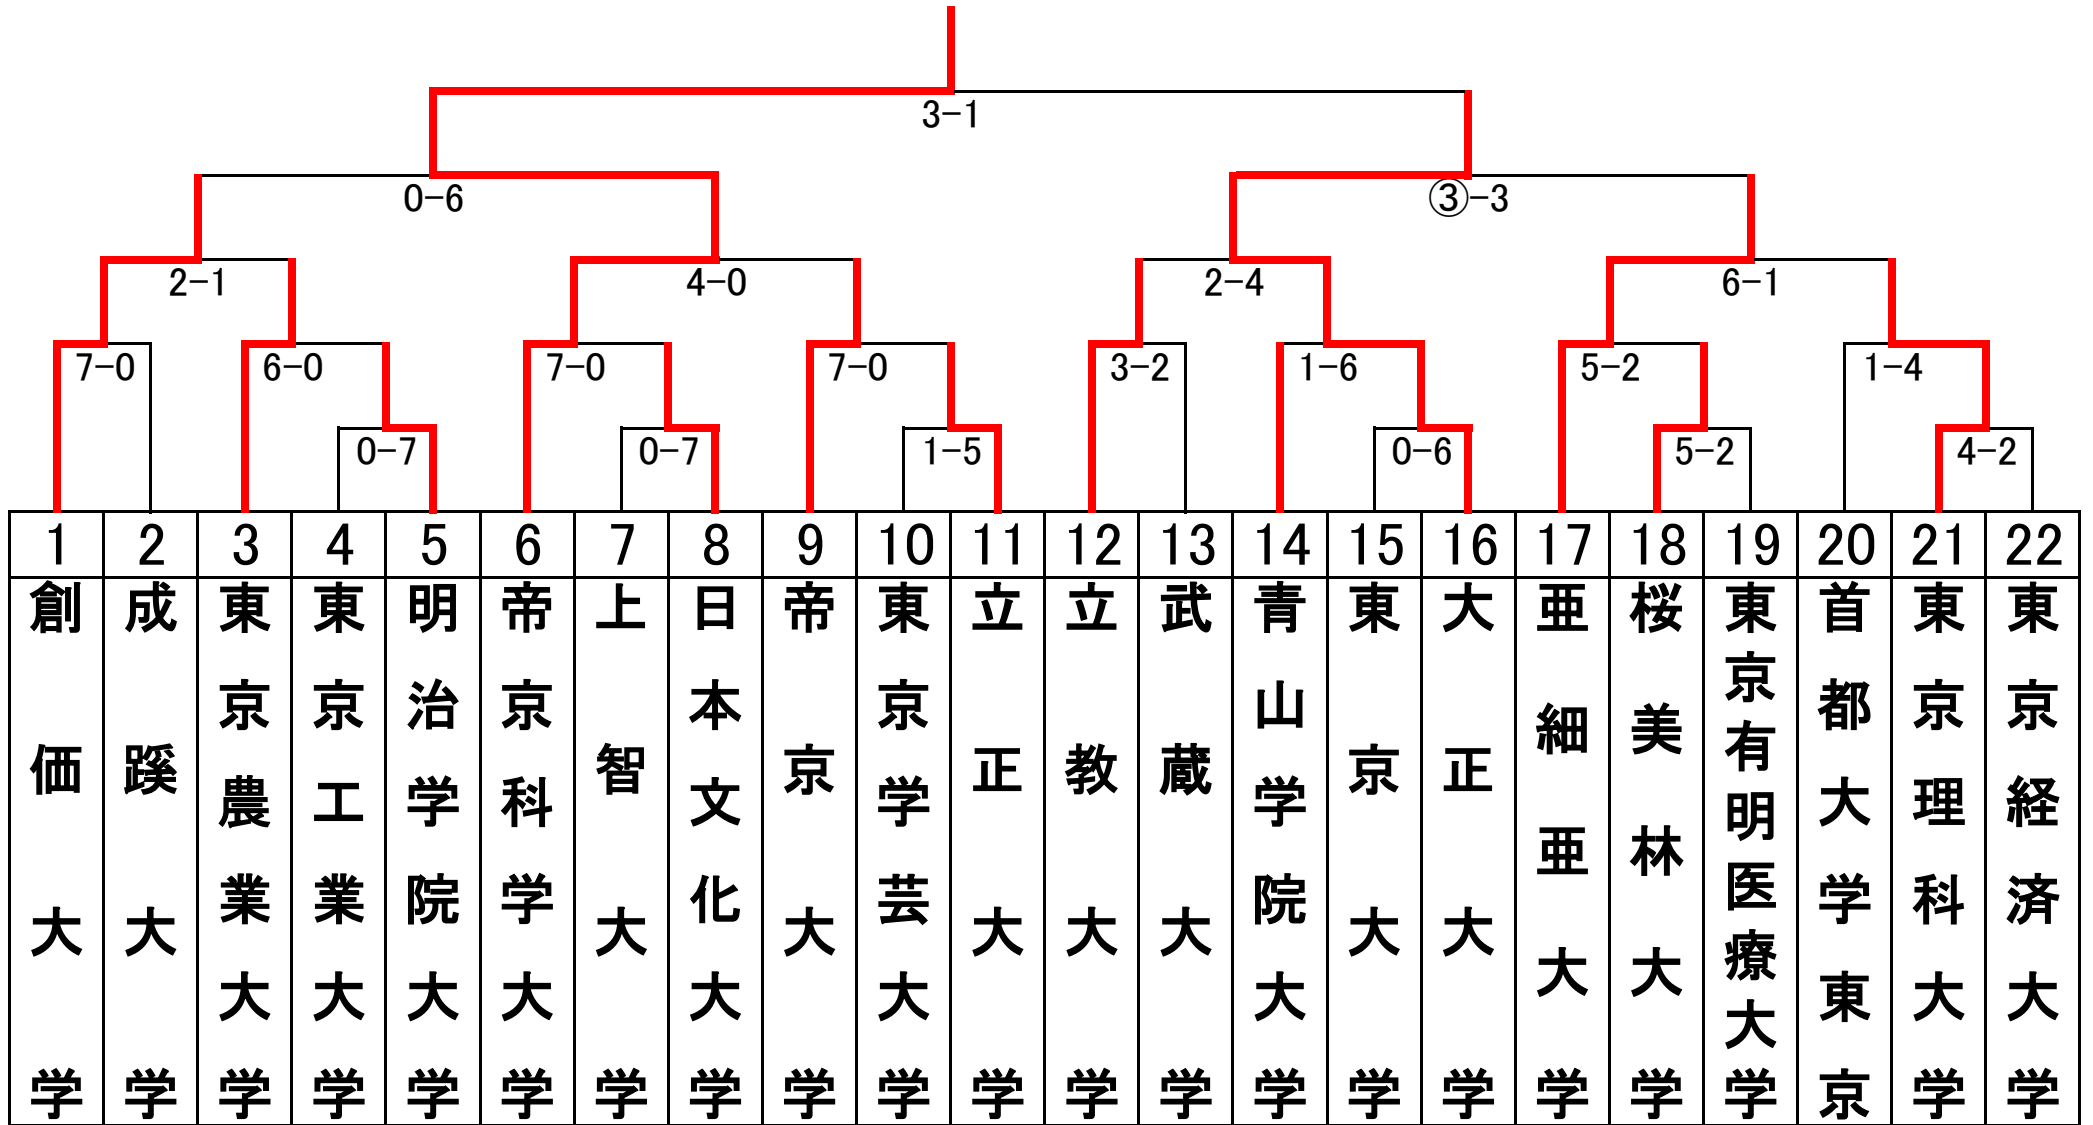 3-1
0-6
③-3
2-1
4-0
2-4
6-1
7-0
6-0
7-0
7-0
3-2
1-6
5-2
1-4
0-7
0-7
1-5
0-6
5-2
4-2
1
2
3
4
5
6
7
8
9
10
11
12
13
14
15
16
17
18
19
20
21
22
創価大学
成蹊大学
東京農業大学
東京工業大学
明治学院大学
帝京科学大学
上智大学
日本文化大学
帝京大学
東京学芸大学
立正大学
立教大学
武蔵大学
青山学院大学
東京大学
大正大学
亜細亜大学
桜美林大学
東京有明医療大学
首都大学東京
東京理科大学
東京経済大学